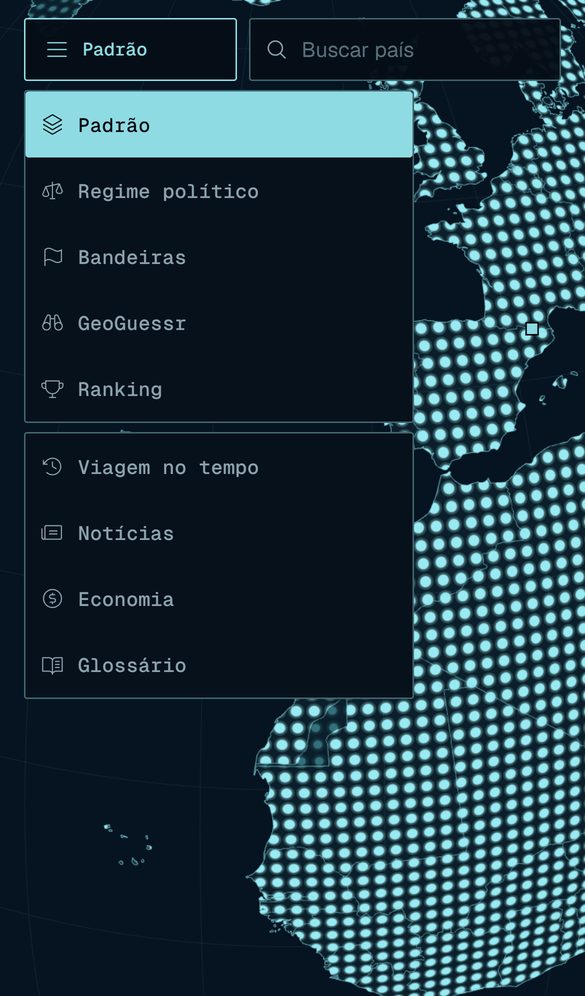 Padrão
Buscar país
Padrão
Regime político
Bandeiras
GeoGuessr
Ranking
Viagem no tempo
Notícias
Economia
Glossário